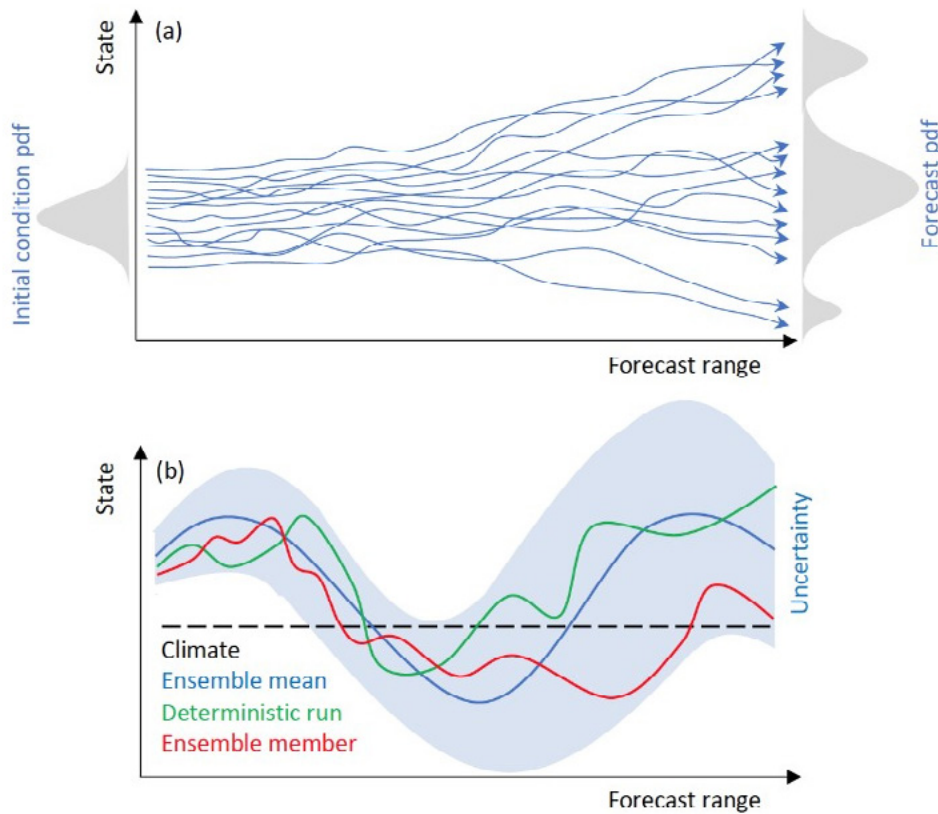 (a)
State
Initial condition pdf
Forecast pdf
Forecast range
(b)
State
Uncertainty
Climate
Ensemble mean
Deterministic run
Ensemble member
Forecast range